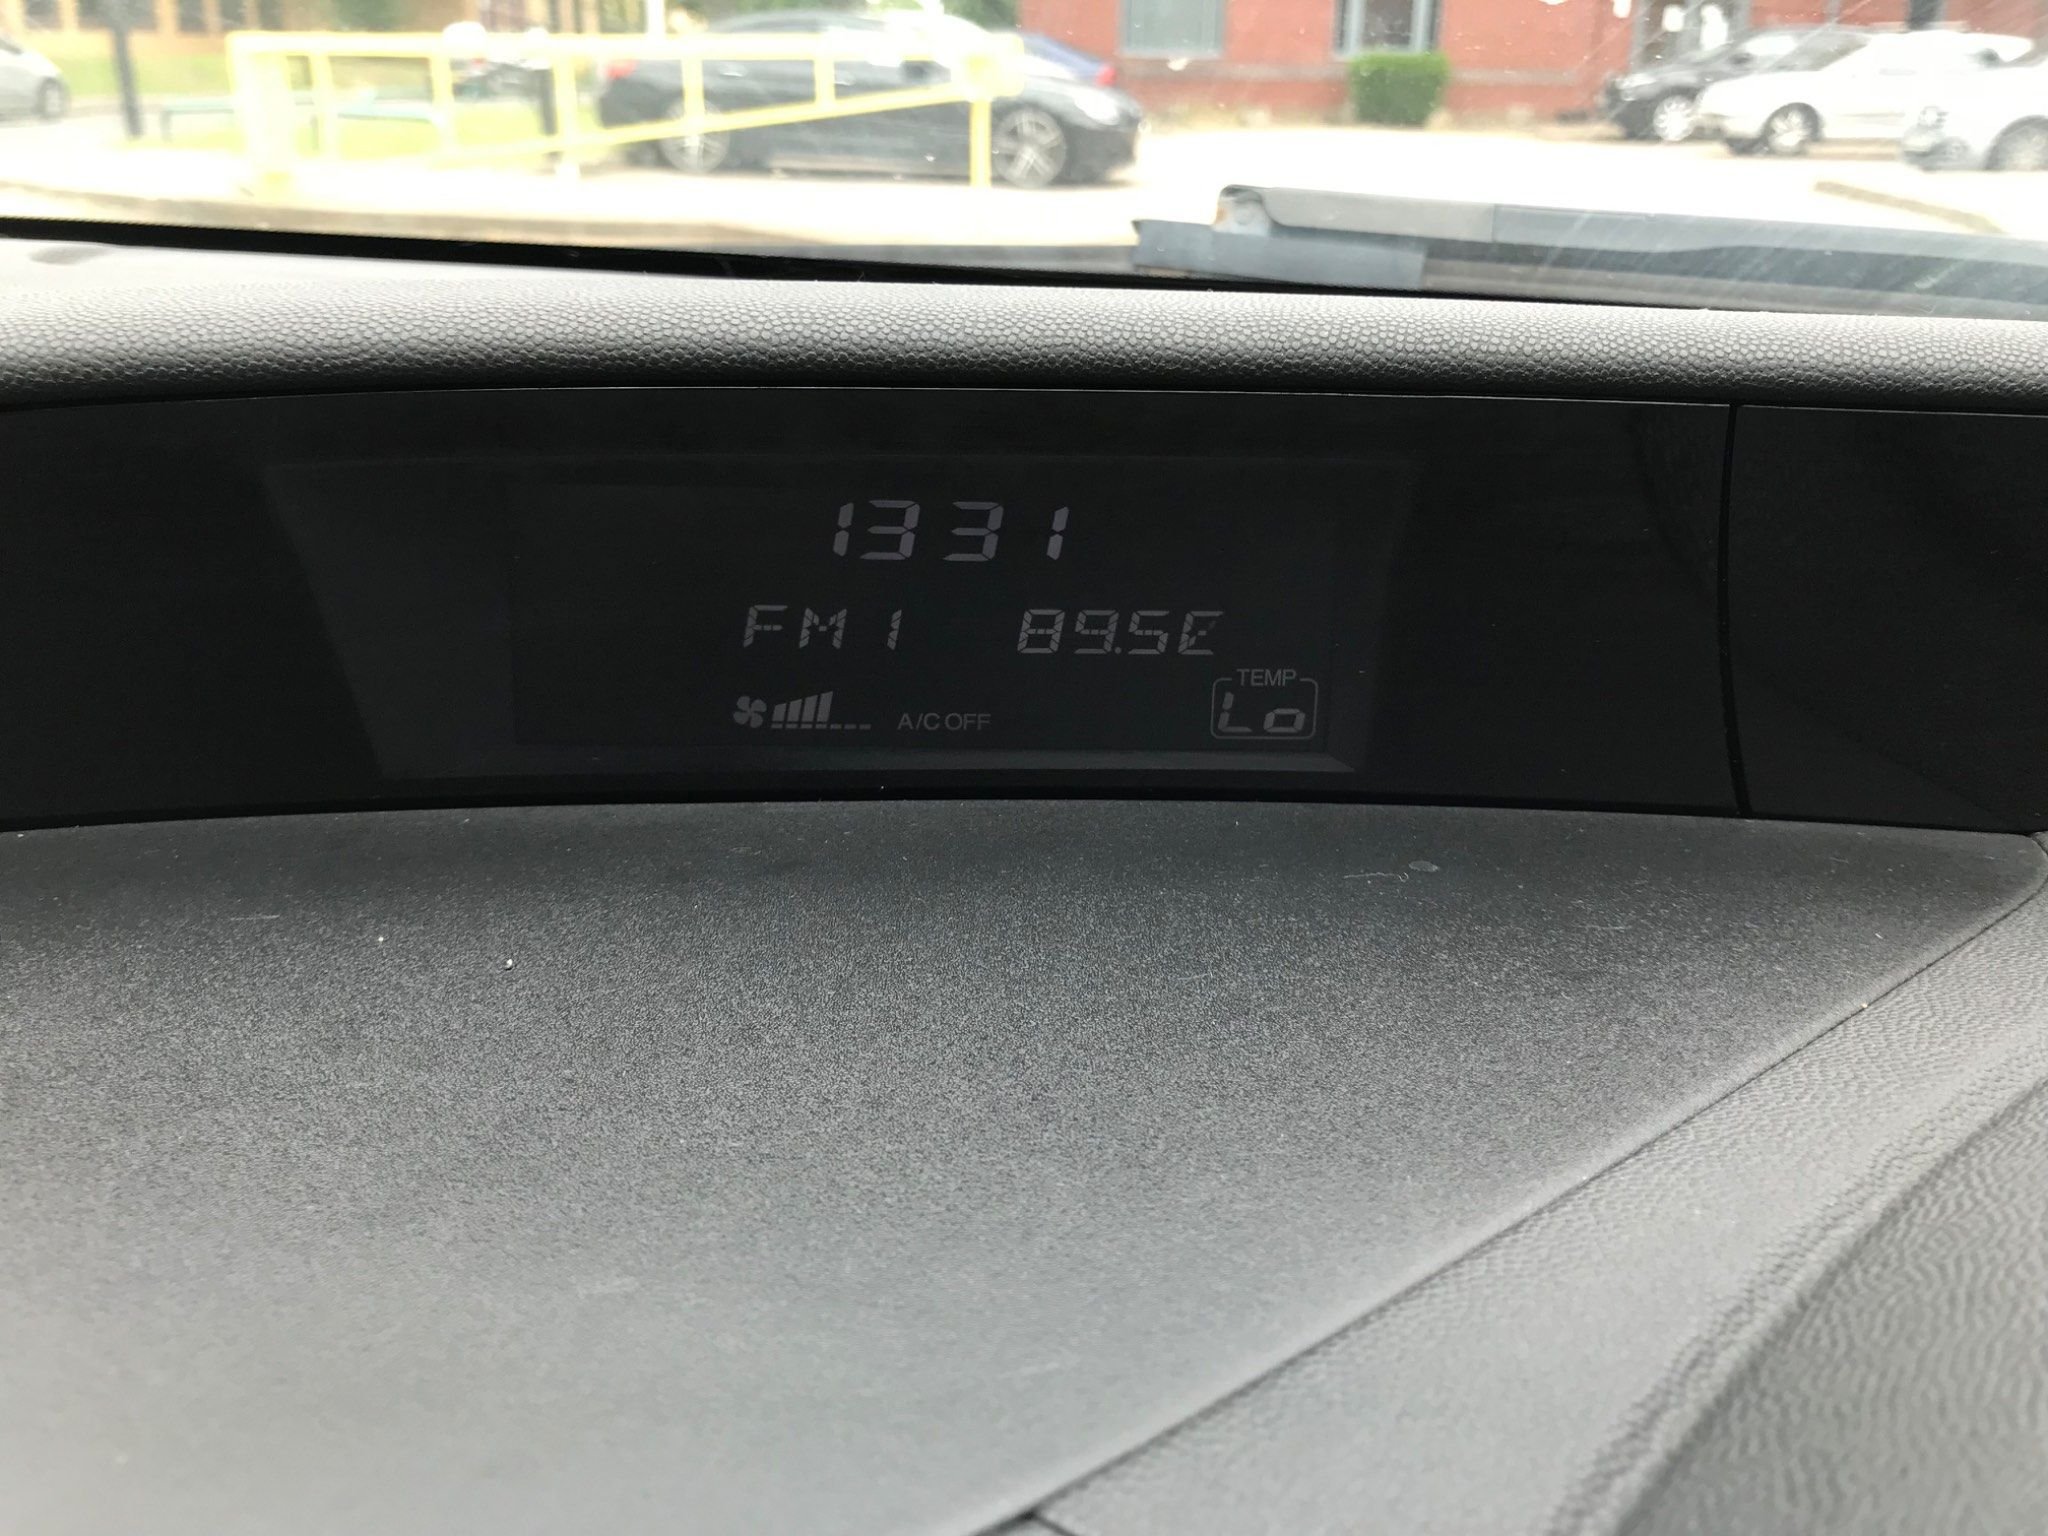 1331
FM1 89.5E
A/C OFF
TEMP
Lo